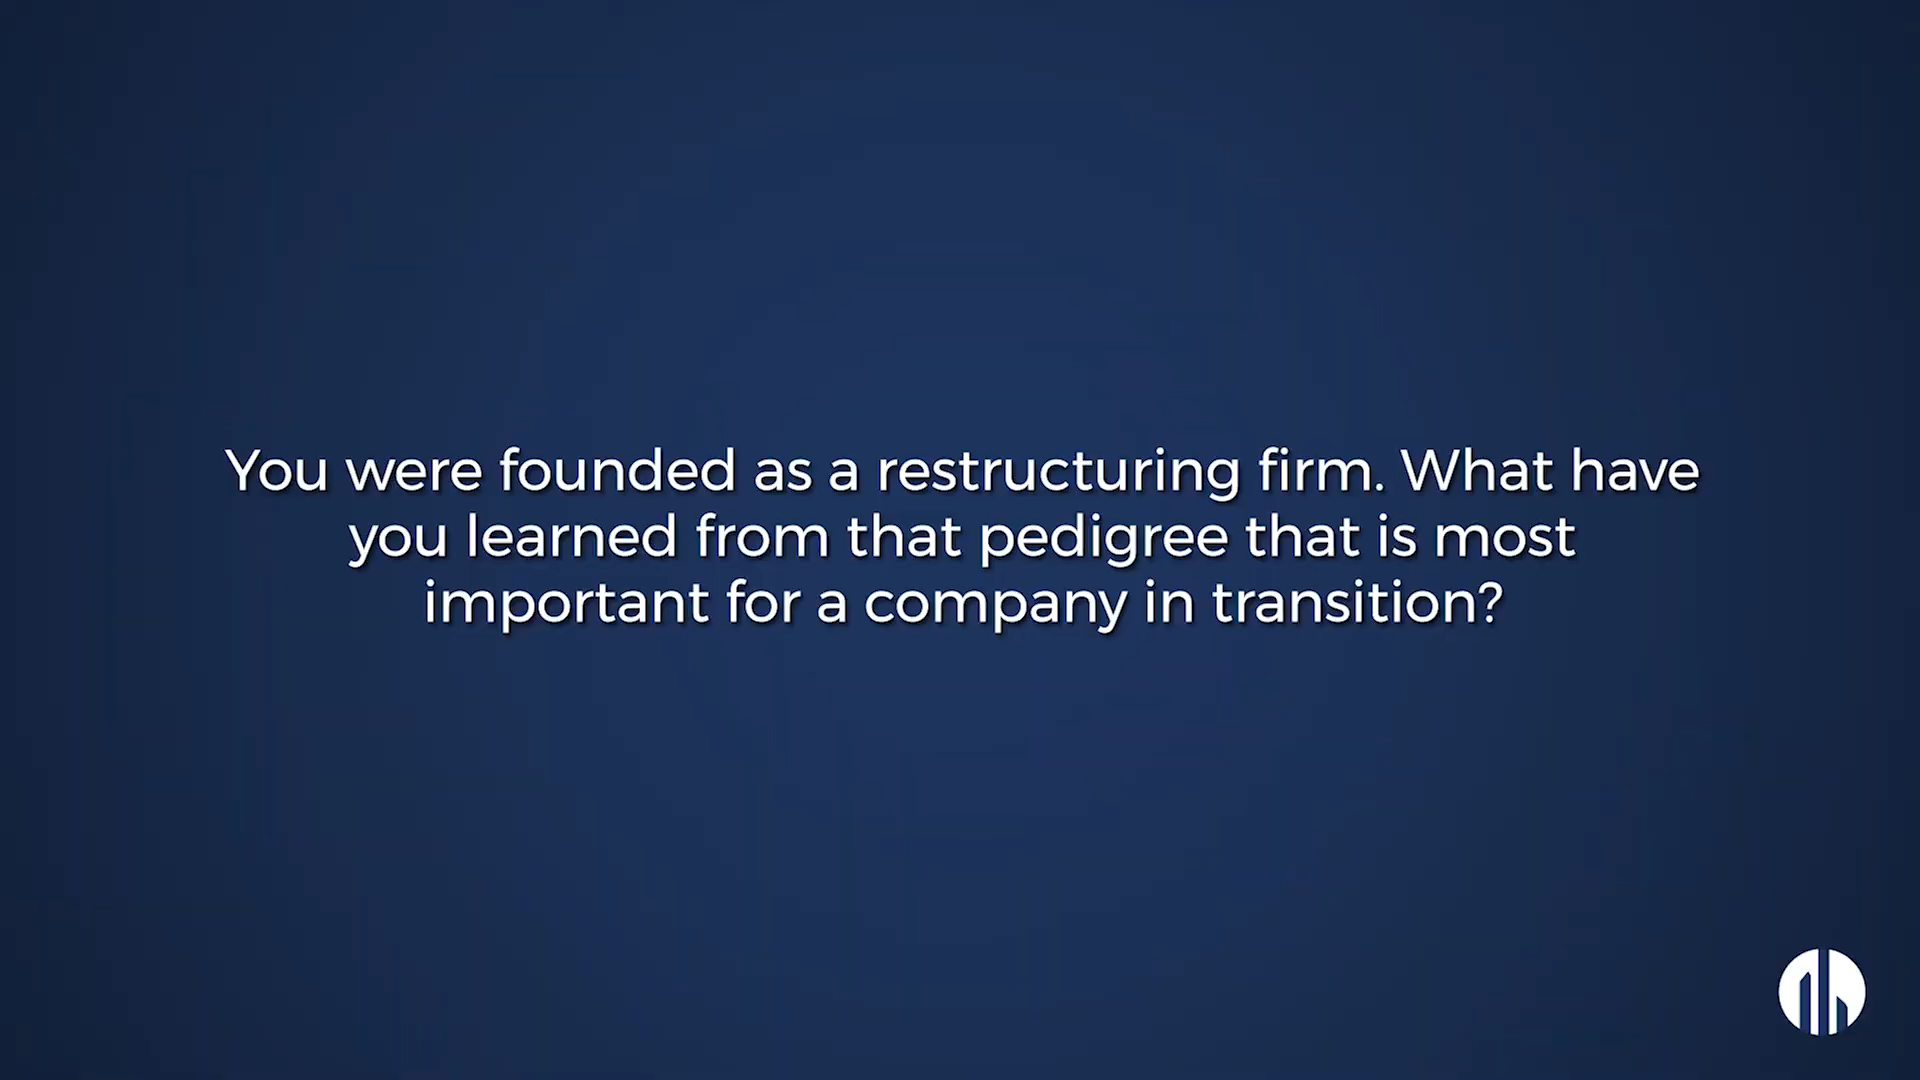 You were founded as a restructuring firm. What have
you learned from that pedigree that is most
important for a company in transition?